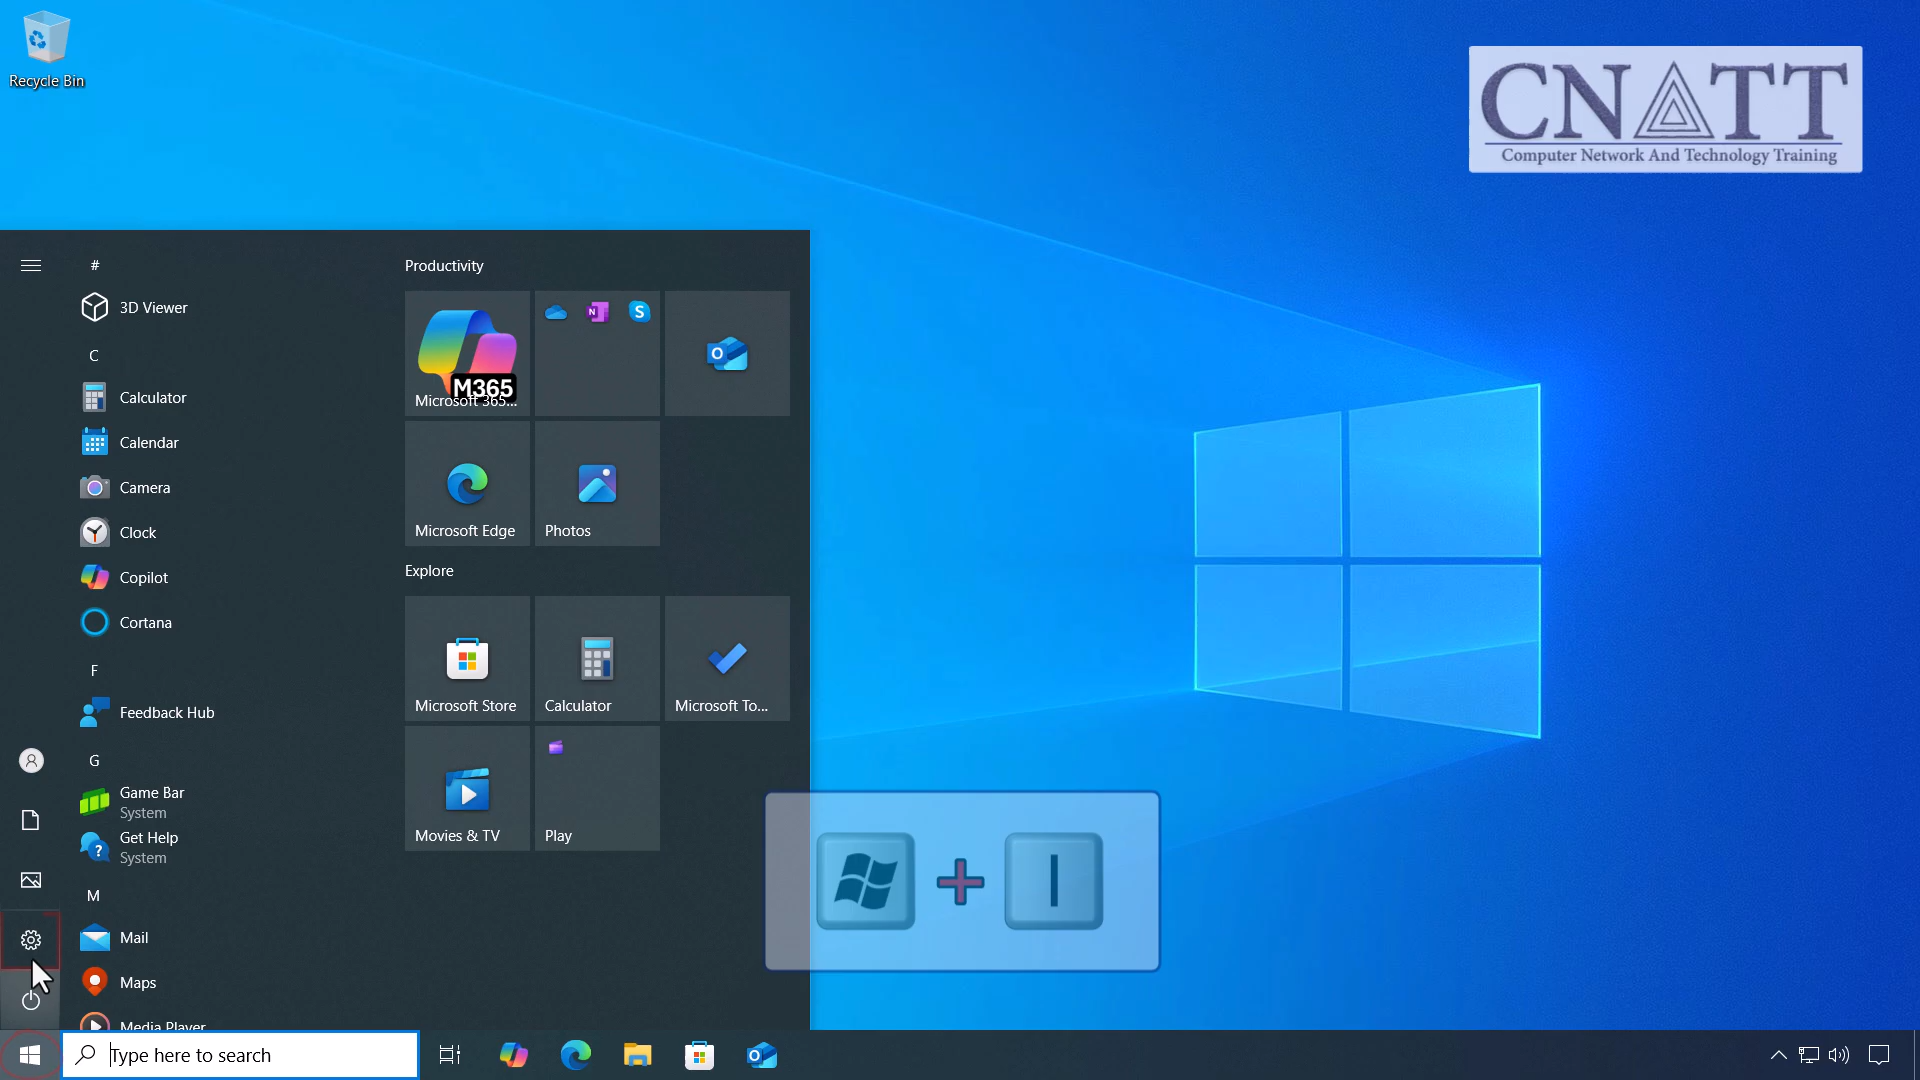 Recycle Bin
CNATT
Computer Network And Technology Training
#
3D Viewer
C
Calculator
Calendar
Camera
Clock
Copilot
Cortana
F
Feedback Hub
G
Game Bar
System
Get Help
System
M
Mail
Maps
Media Player
Productivity
M365
Microsoft 365...
N
S
O
Microsoft Edge
Photos
Explore
Microsoft Store
Calculator
Microsoft To...
Movies & TV
Play
+
I
Type here to search
O